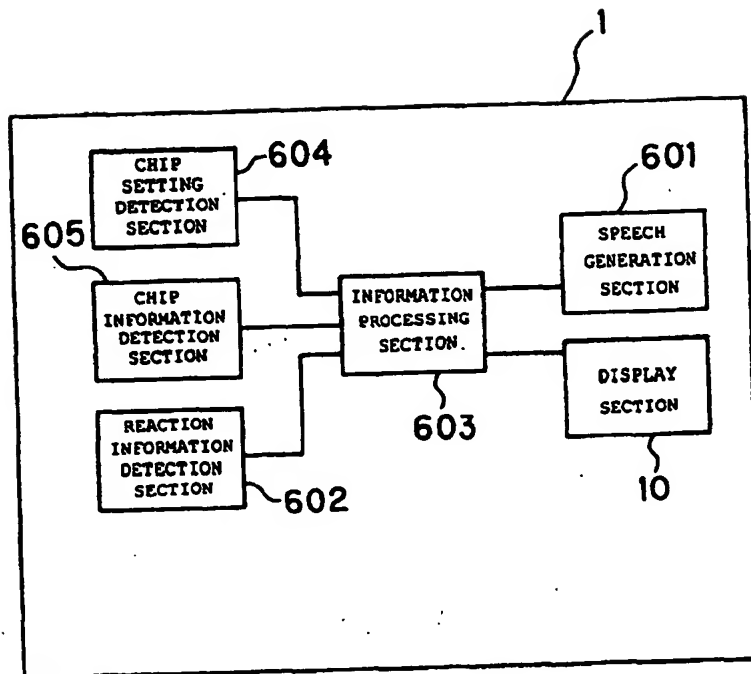 1
CHIP
SETTING
DETECTION
SECTION
604
605
CHIP
INFORMATION
DETECTION
SECTION
REACTION
INFORMATION
DETECTION
SECTION
602
INFORMATION
PROCESSING
SECTION.
603
601
SPEECH
GENERATION
SECTION
DISPLAY
SECTION
10